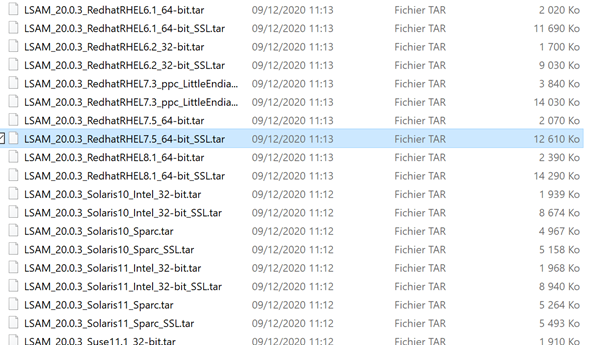 LSAM_20.0.3_RedhatRHEL6.1_64-bit.tar 09/12/2020 11:13 Fichier TAR 2 020 Ko
LSAM_20.0.3_RedhatRHEL6.1_64-bit_SSL.tar 09/12/2020 11:13 Fichier TAR 11 690 Ko
LSAM_20.0.3_RedhatRHEL6.2_32-bit.tar 09/12/2020 11:13 Fichier TAR 1 700 Ko
LSAM_20.0.3_RedhatRHEL6.2_32-bit_SSL.tar 09/12/2020 11:13 Fichier TAR 9 030 Ko
LSAM_20.0.3_RedhatRHEL7.3_ppc_LittleEndia... 09/12/2020 11:13 Fichier TAR 3 840 Ko
LSAM_20.0.3_RedhatRHEL7.3_ppc_LittleEndia... 09/12/2020 11:13 Fichier TAR 14 030 Ko
LSAM_20.0.3_RedhatRHEL7.5_64-bit.tar 09/12/2020 11:13 Fichier TAR 2 070 Ko
LSAM_20.0.3_RedhatRHEL7.5_64-bit_SSL.tar 09/12/2020 11:13 Fichier TAR 12 610 Ko
LSAM_20.0.3_RedhatRHEL8.1_64-bit.tar 09/12/2020 11:13 Fichier TAR 2 390 Ko
LSAM_20.0.3_RedhatRHEL8.1_64-bit_SSL.tar 09/12/2020 11:13 Fichier TAR 14 290 Ko
LSAM_20.0.3_Solaris10_Intel_32-bit.tar 09/12/2020 11:12 Fichier TAR 1 939 Ko
LSAM_20.0.3_Solaris10_Intel_32-bit_SSL.tar 09/12/2020 11:12 Fichier TAR 8 674 Ko
LSAM_20.0.3_Solaris10_Sparc.tar 09/12/2020 11:12 Fichier TAR 4 967 Ko
LSAM_20.0.3_Solaris10_Sparc_SSL.tar 09/12/2020 11:12 Fichier TAR 5 158 Ko
LSAM_20.0.3_Solaris11_Intel_32-bit.tar 09/12/2020 11:12 Fichier TAR 1 968 Ko
LSAM_20.0.3_Solaris11_Intel_32-bit_SSL.tar 09/12/2020 11:12 Fichier TAR 8 940 Ko
LSAM_20.0.3_Solaris11_Sparc.tar 09/12/2020 11:12 Fichier TAR 5 264 Ko
LSAM_20.0.3_Solaris11_Sparc_SSL.tar 09/12/2020 11:12 Fichier TAR 5 493 Ko
LSAM_20.0.3_Suse11.1_32-bit.tar 09/12/2020 11:12 Fichier TAR 1 910 Ko